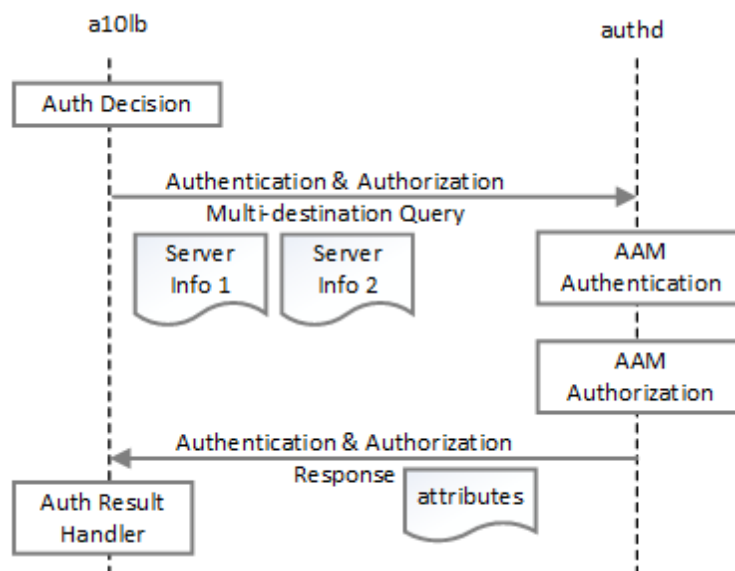 a10lb
authd
Auth Decision
Authentication & Authorization
Multi-destination Query
Server
Info 1
Server
Info 2
AAM
Authentication
AAM
Authorization
Authentication & Authorization
Response
attributes
Auth Result
Handler